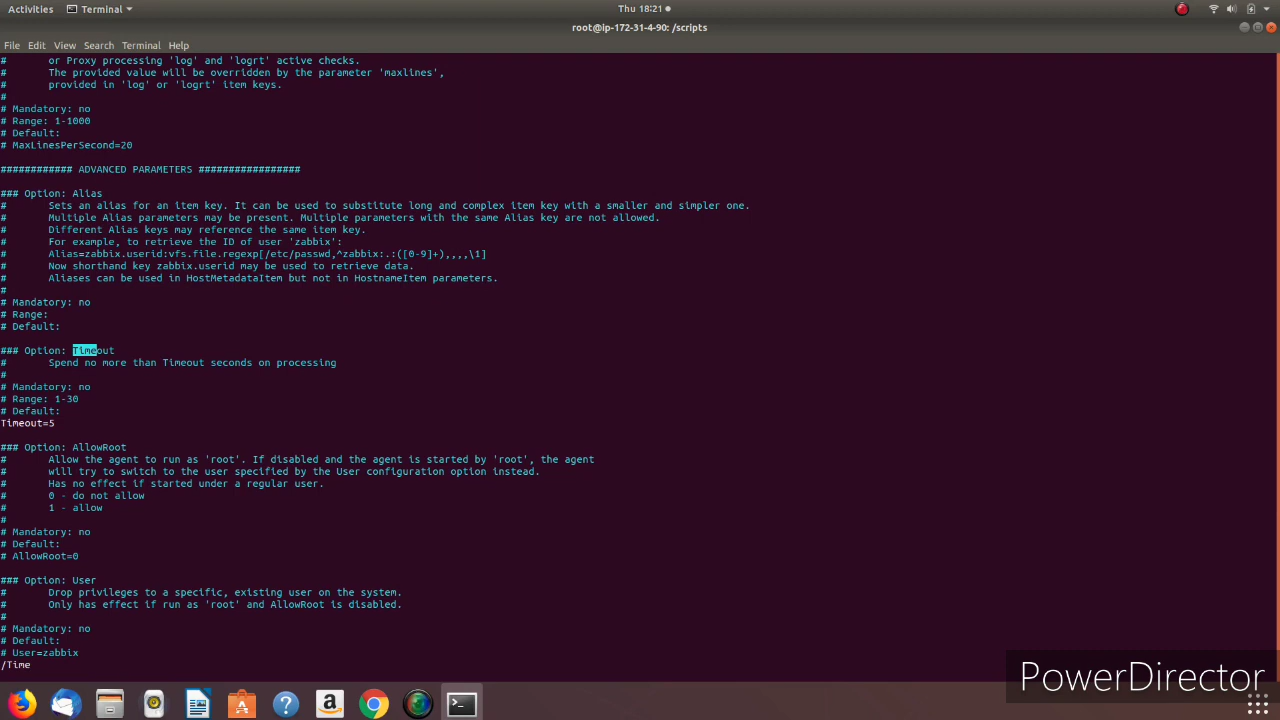 Activities Terminal Thu 18:21
root@ip-172-31-4-90: /scripts
File Edit View Search Terminal Help
# or Proxy processing 'log' and 'logrt' active checks.
# The provided value will be overridden by the parameter 'maxlines',
# provided in 'log' or 'logrt' item keys.
#
# Mandatory: no
# Range: 1-1000
# Default:
# MaxLinesPerSecond=20
############ ADVANCED PARAMETERS #################
### Option: Alias
# Sets an alias for an item key. It can be used to substitute long and complex item key with a smaller and simpler one.
# Multiple Alias parameters may be present. Multiple parameters with the same Alias key are not allowed.
# Different Alias keys may reference the same item key.
# For example, to retrieve the ID of user 'zabbix':
# Alias=zabbix.userid:vfs.file.regexp[/etc/passwd,^zabbix:.:([0-9]+),,,,\1]
# Now shorthand key zabbix.userid may be used to retrieve data.
# Aliases can be used in HostMetadataItem but not in HostnameItem parameters.
#
# Mandatory: no
# Range:
# Default:
### Option: Timeout
# Spend no more than Timeout seconds on processing
#
# Mandatory: no
# Range: 1-30
# Default:
Timeout=5
### Option: AllowRoot
# Allow the agent to run as 'root'. If disabled and the agent is started by 'root', the agent
# will try to switch to the user specified by the User configuration option instead.
# Has no effect if started under a regular user.
# 0 - do not allow
# 1 - allow
#
# Mandatory: no
# Default:
# AllowRoot=0
### Option: User
# Drop privileges to a specific, existing user on the system.
# Only has effect if run as 'root' and AllowRoot is disabled.
#
# Mandatory: no
# Default:
# User=zabbix
/Time
PowerDirector